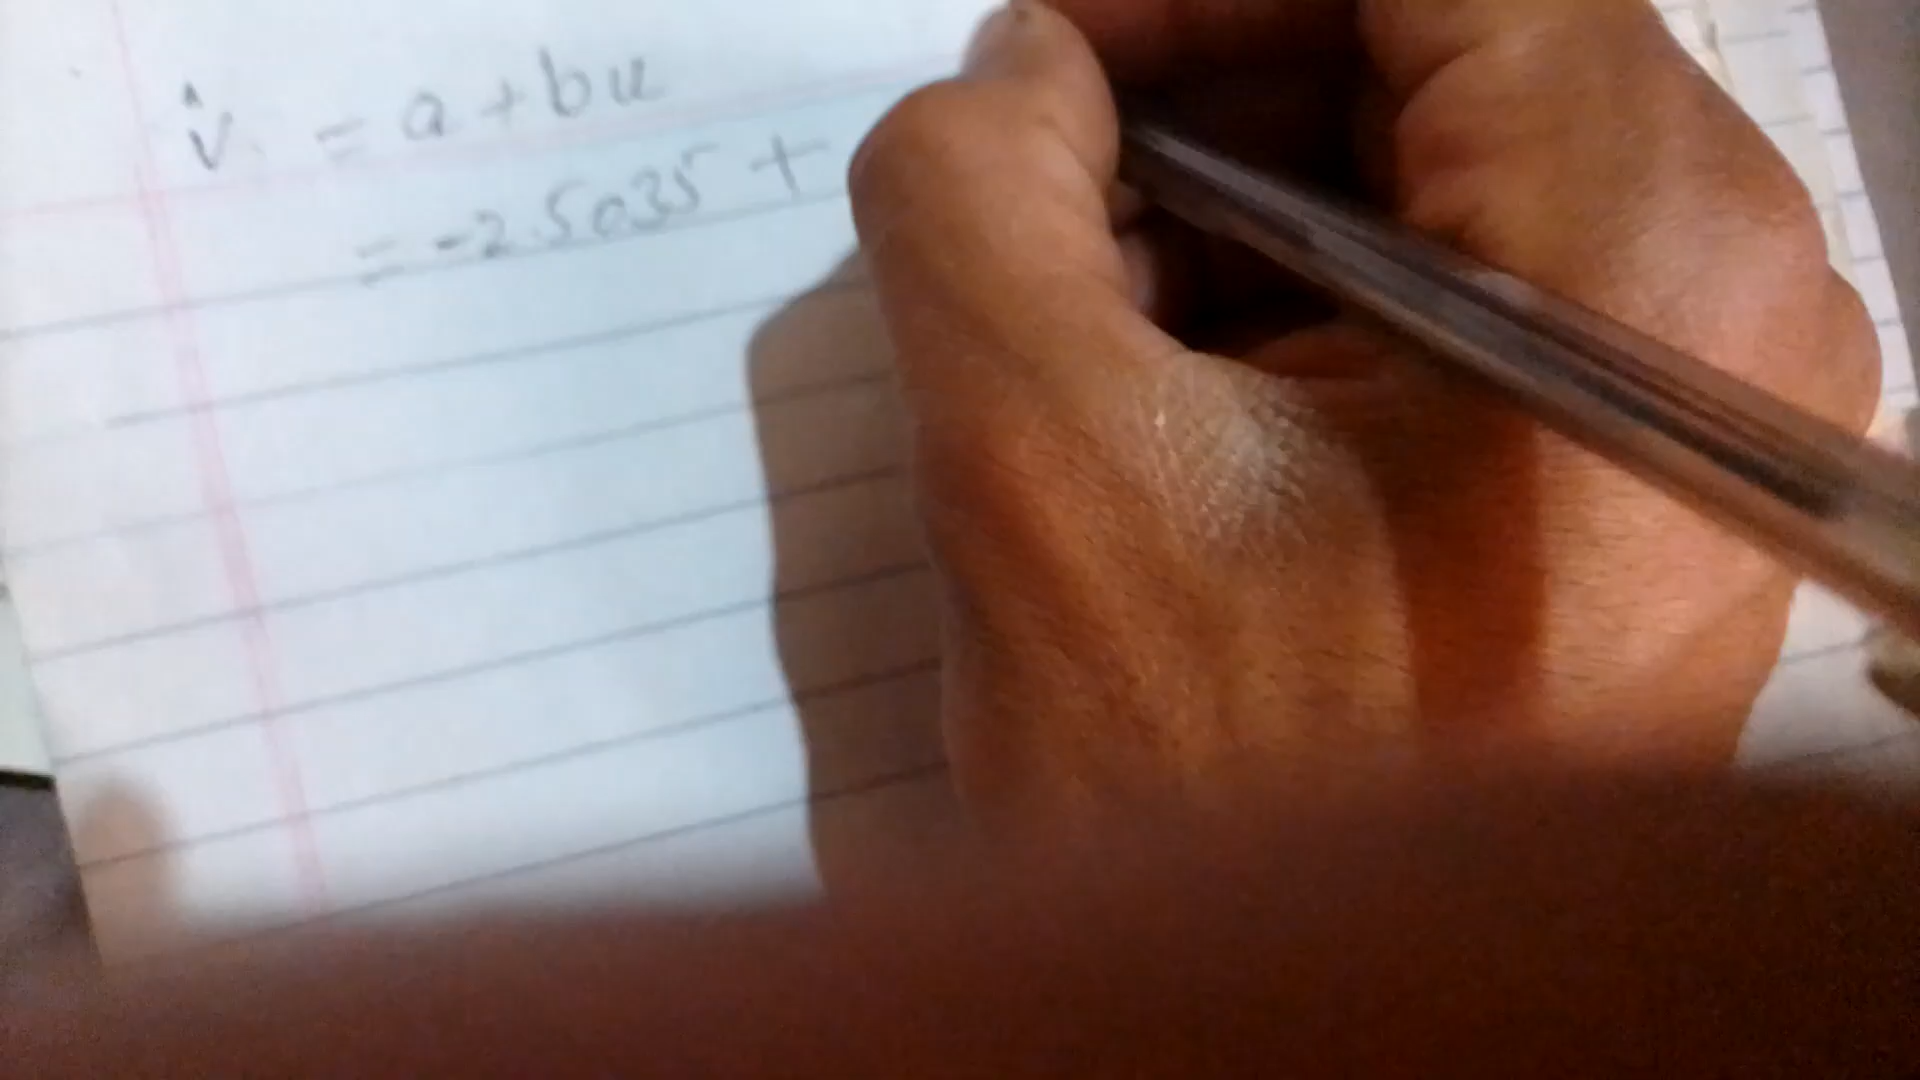 v̂ = a + bu
= -2.5035 +